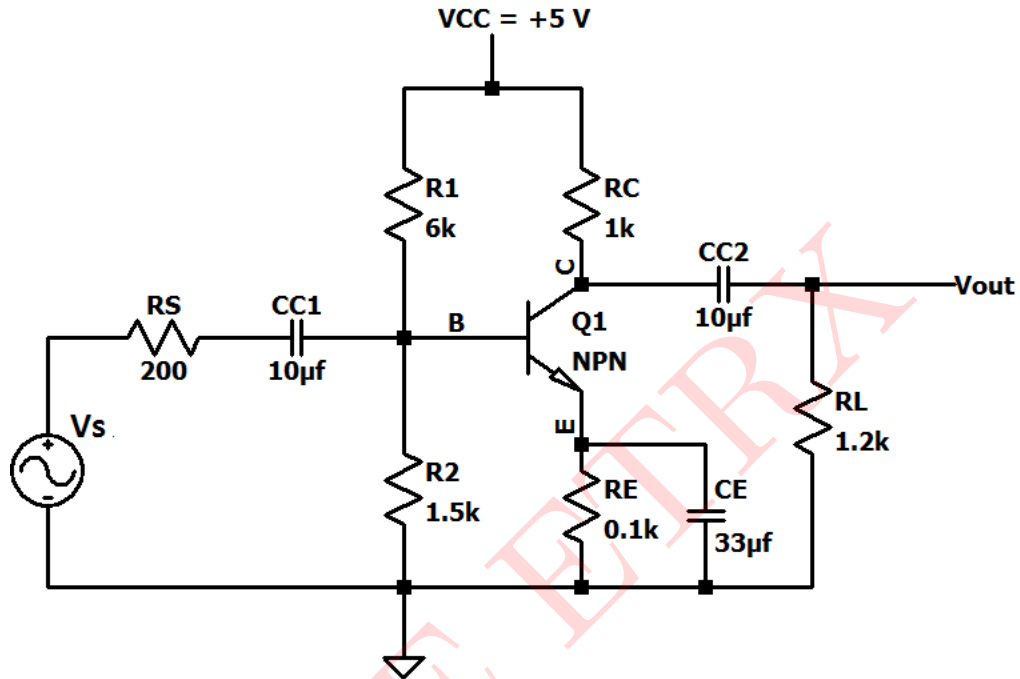 VCC = +5 V
R1
6k
RC
1k
C
CC2
10µf
Vout
RS
200
CC1
10µf
B
Q1
NPN
E
Vs
R2
1.5k
RE
0.1k
CE
33µf
RL
1.2k
ETRX